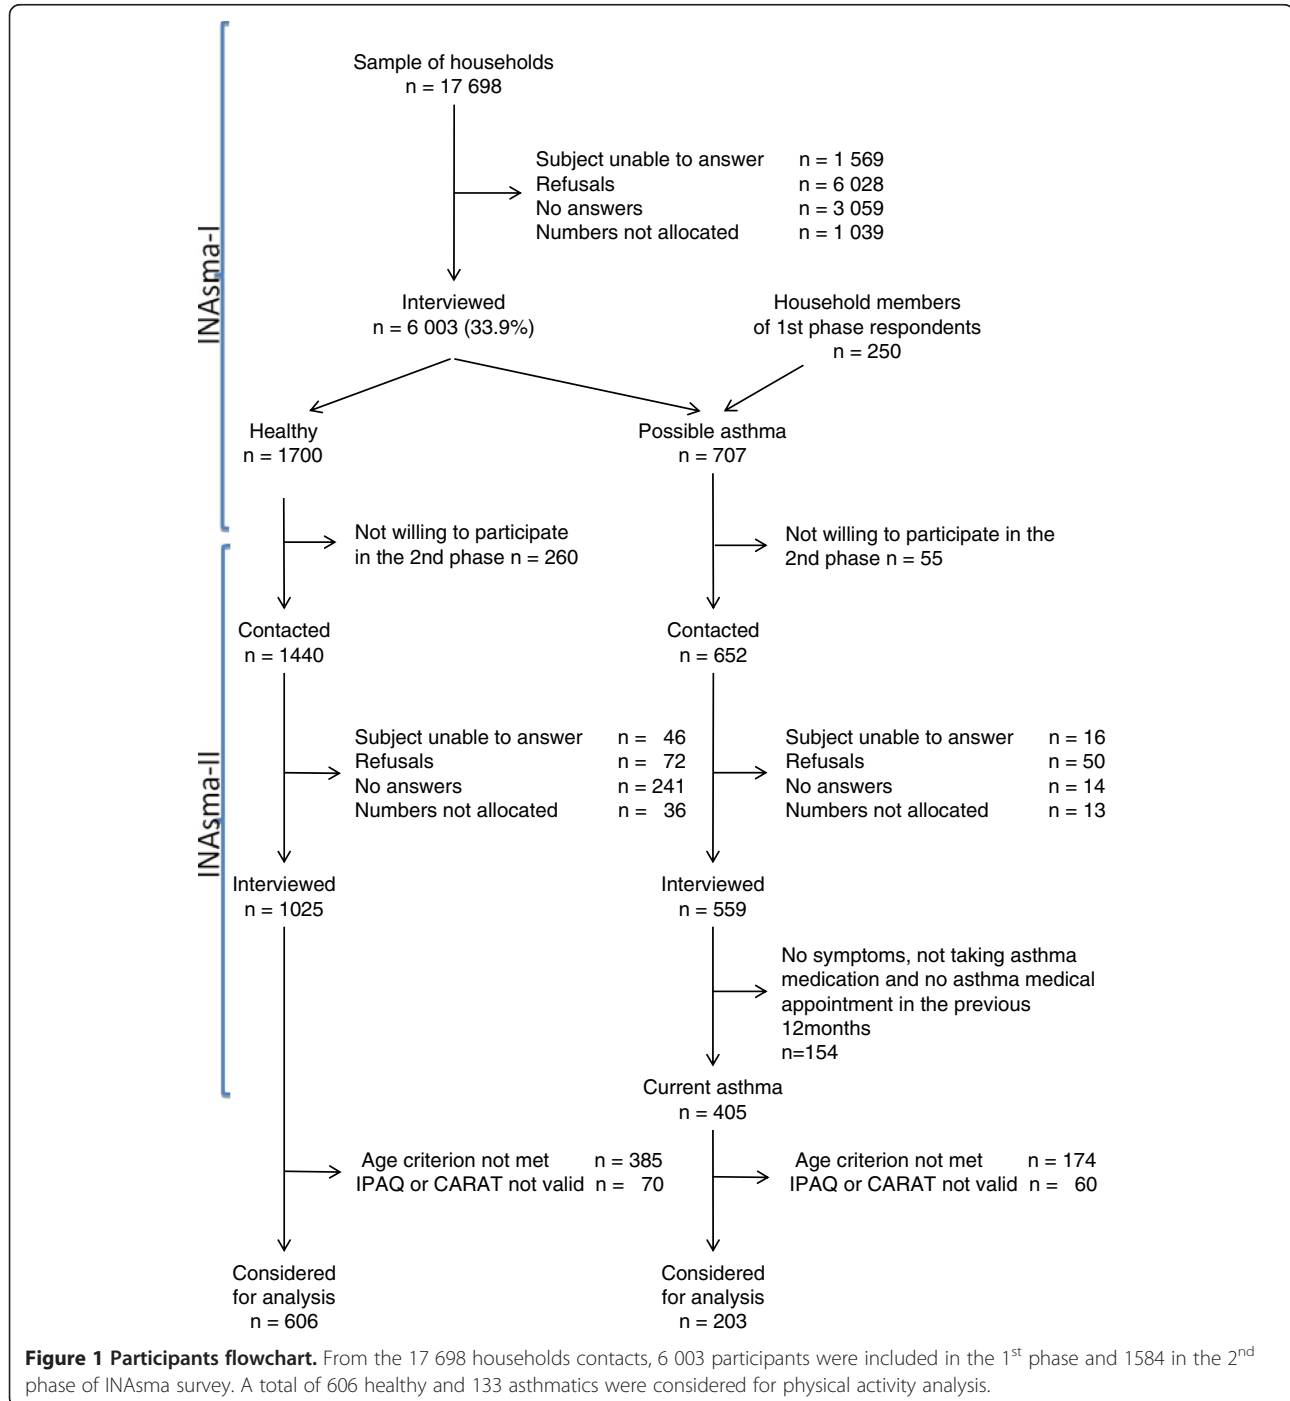 Sample of households
n = 17 698
Subject unable to answer n = 1 569
Refusals n = 6 028
No answers n = 3 059
Numbers not allocated n = 1 039
INAsma-I
Interviewed
n = 6 003 (33.9%)
Household members
of 1st phase respondents
n = 250
Healthy
n = 1700
Possible asthma
n = 707
Not willing to participate
in the 2nd phase n = 260
Not willing to participate in the
2nd phase n = 55
INAsma-II
Contacted
n = 1440
Contacted
n = 652
Subject unable to answer n = 46
Refusals n = 72
No answers n = 241
Numbers not allocated n = 36
Subject unable to answer n = 16
Refusals n = 50
No answers n = 14
Numbers not allocated n = 13
Interviewed
n = 1025
Interviewed
n = 559
No symptoms, not taking asthma
medication and no asthma medical
appointment in the previous
12months
n=154
Current asthma
n = 405
Age criterion not met n = 385
IPAQ or CARAT not valid n = 70
Age criterion not met n = 174
IPAQ or CARAT not valid n = 60
Considered
for analysis
n = 606
Considered
for analysis
n = 203
Figure 1 Participants flowchart. From the 17 698 households contacts, 6 003 participants were included in the 1st phase and 1584 in the 2nd
phase of INAsma survey. A total of 606 healthy and 133 asthmatics were considered for physical activity analysis.